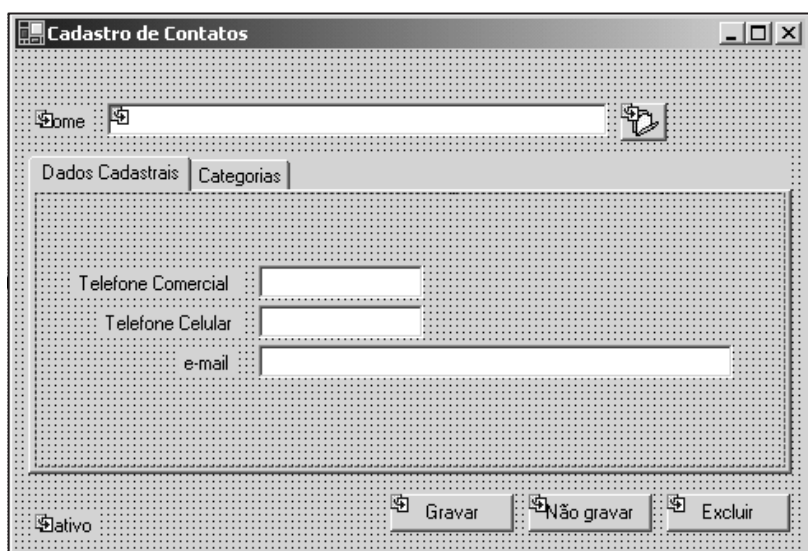 Cadastro de Contatos
ome
Dados Cadastrais
Categorias
Telefone Comercial
Telefone Celular
e-mail
ativo
Gravar
Não gravar
Excluir